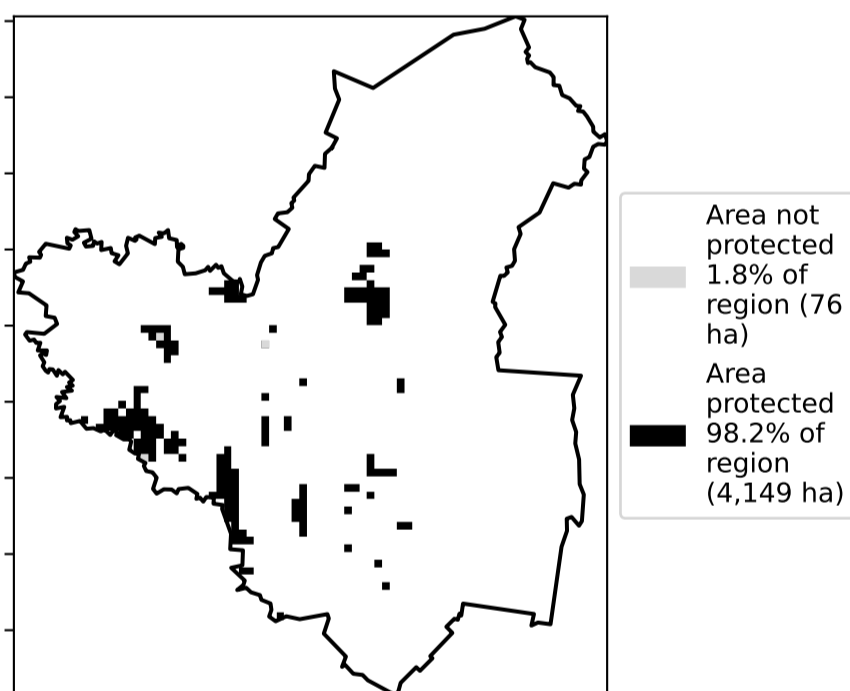 Area not
protected
1.8% of
region (76
ha)
Area
protected
98.2% of
region
(4,149 ha)